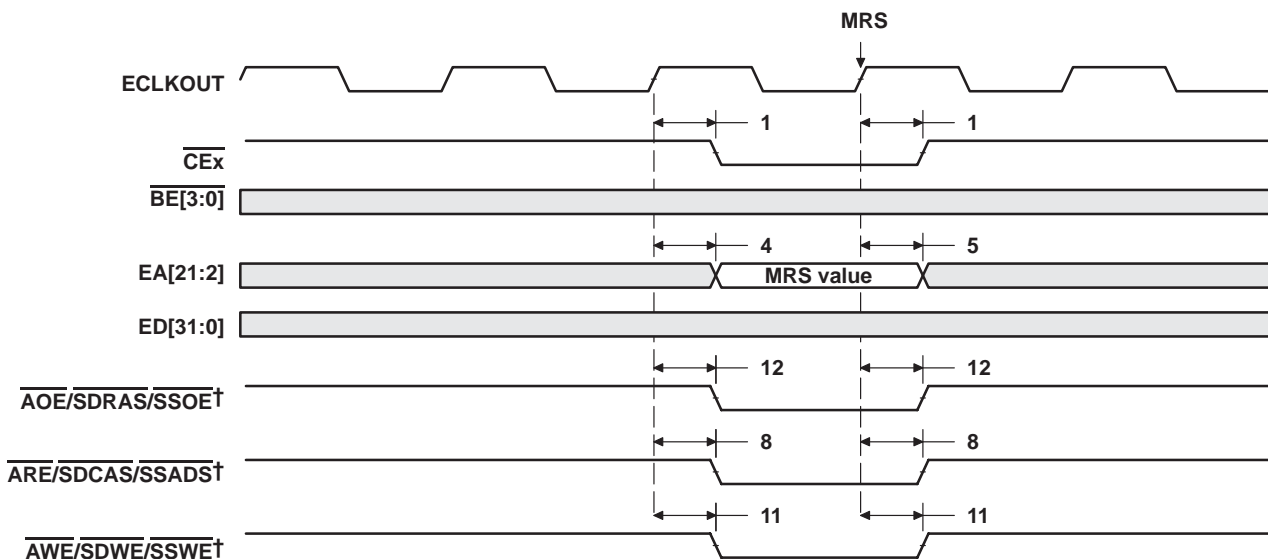 MRS
ECLKOUT
1 1
CEx
BE[3:0]
4 5
EA[21:2] MRS value
ED[31:0]
12 12
AOE/SDRAS/SSOE†
8 8
ARE/SDCAS/SSADS†
11 11
AWE/SDWE/SSWE†